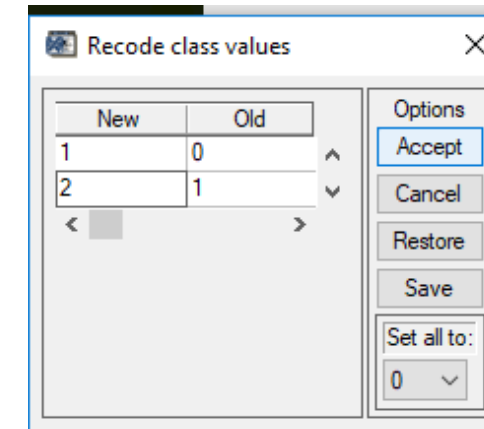 Recode class values
New Old
1 0
2 1
Options
Accept
Cancel
Restore
Save
Set all to:
0